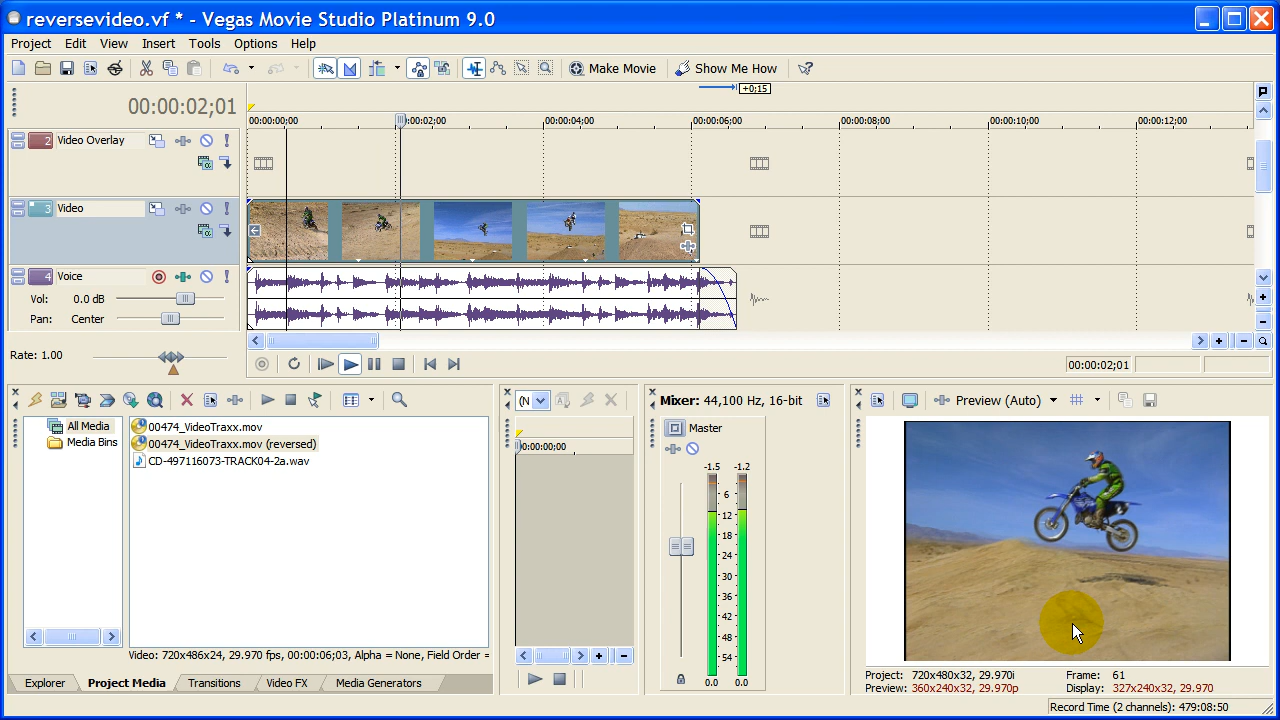 reversevideo.vf * - Vegas Movie Studio Platinum 9.0
Project Edit View Insert Tools Options Help
Make Movie Show Me How
+0;15
00:00:02;01
00:00:00;00 00:00:02;00 00:00:04;00 00:00:06;00 00:00:08;00 00:00:10;00 00:00:12;00
2 Video Overlay
3 Video
4 Voice
Vol: 0.0 dB
Pan: Center
Rate: 1.00
00:00:02;01
All Media
Media Bins
00474_VideoTraxx.mov
00474_VideoTraxx.mov (reversed)
CD-497116073-TRACK04-2a.wav
Video: 720x486x24, 29.970 fps, 00:00:06;03, Alpha = None, Field Order =
Explorer Project Media Transitions Video FX Media Generators
(N
00:00:00;00
Mixer: 44,100 Hz, 16-bit
Master
-1.5 -1.2
6
12
18
24
30
36
42
48
54
0.0 0.0
Preview (Auto)
Project: 720x480x32, 29.970i Frame: 61
Preview: 360x240x32, 29.970p Display: 327x240x32, 29.970
Record Time (2 channels): 479:08:50